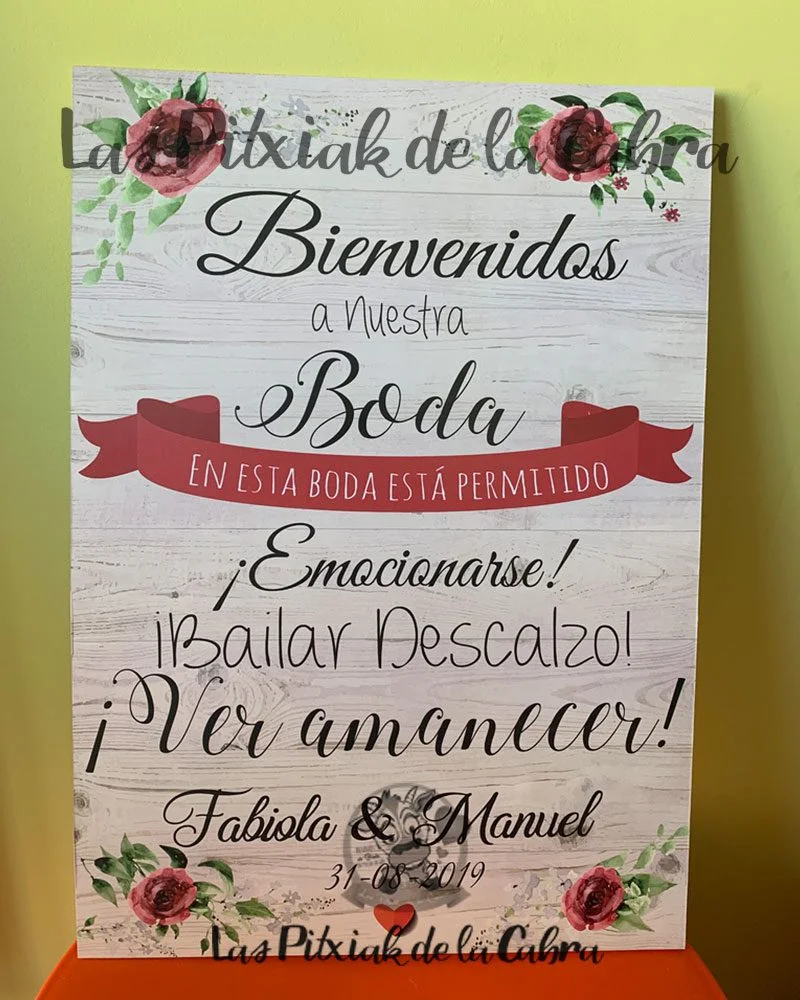 Las Pitxiak de la Cabra
Bienvenidos
a nuestra
Boda
EN ESTA BODA ESTÁ PERMITIDO
¡Emocionarse!
¡Bailar Descalzo!
¡Ver amanecer!
Fabiola & Manuel
31-08-2019
Las Pitxiak de la Cabra